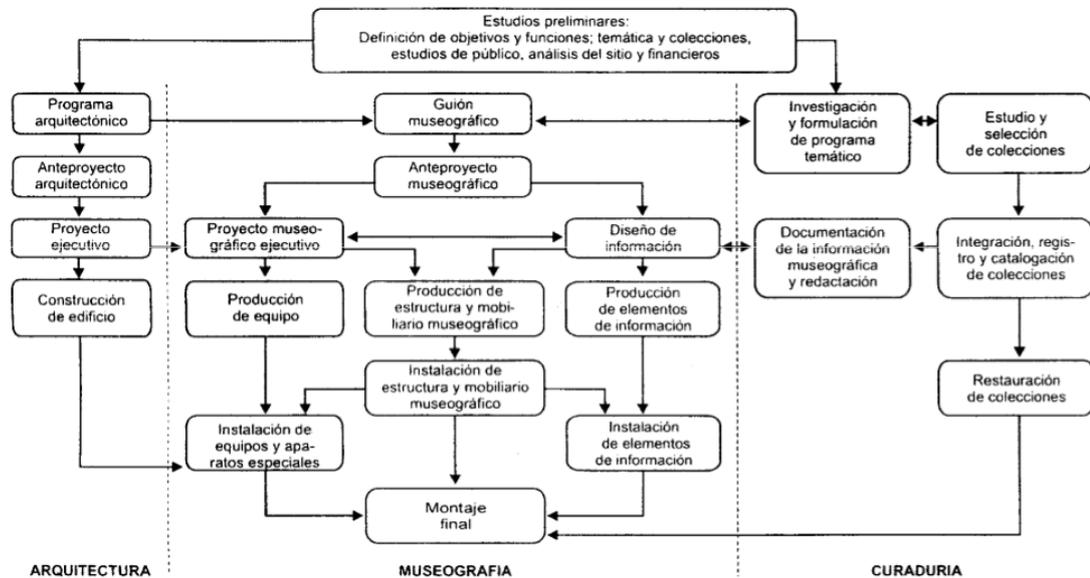 Estudios preliminares:
Definición de objetivos y funciones; temática y colecciones,
estudios de público, análisis del sitio y financieros
Programa
arquitectónico
Guión
museográfico
Investigación
y formulación
de programa
temático
Estudio y
selección
de colecciones
Anteproyecto
arquitectónico
Anteproyecto
museográfico
Proyecto
ejecutivo
Proyecto museo-
gráfico ejecutivo
Diseño de
información
Documentación
de la información
museográfica
y redactación
Integración, regis-
tro y catalogación
de colecciones
Construcción
de edificio
Producción
de equipo
Producción de
estructura y mobi-
liario museográfico
Producción
de elementos
de información
Instalación de
estructura y mobiliario
museográfico
Restauración
de colecciones
Instalación de
equipos y apa-
ratos especiales
Instalación
de elementos
de información
Montaje
final
ARQUITECTURA
MUSEOGRAFIA
CURADURIA